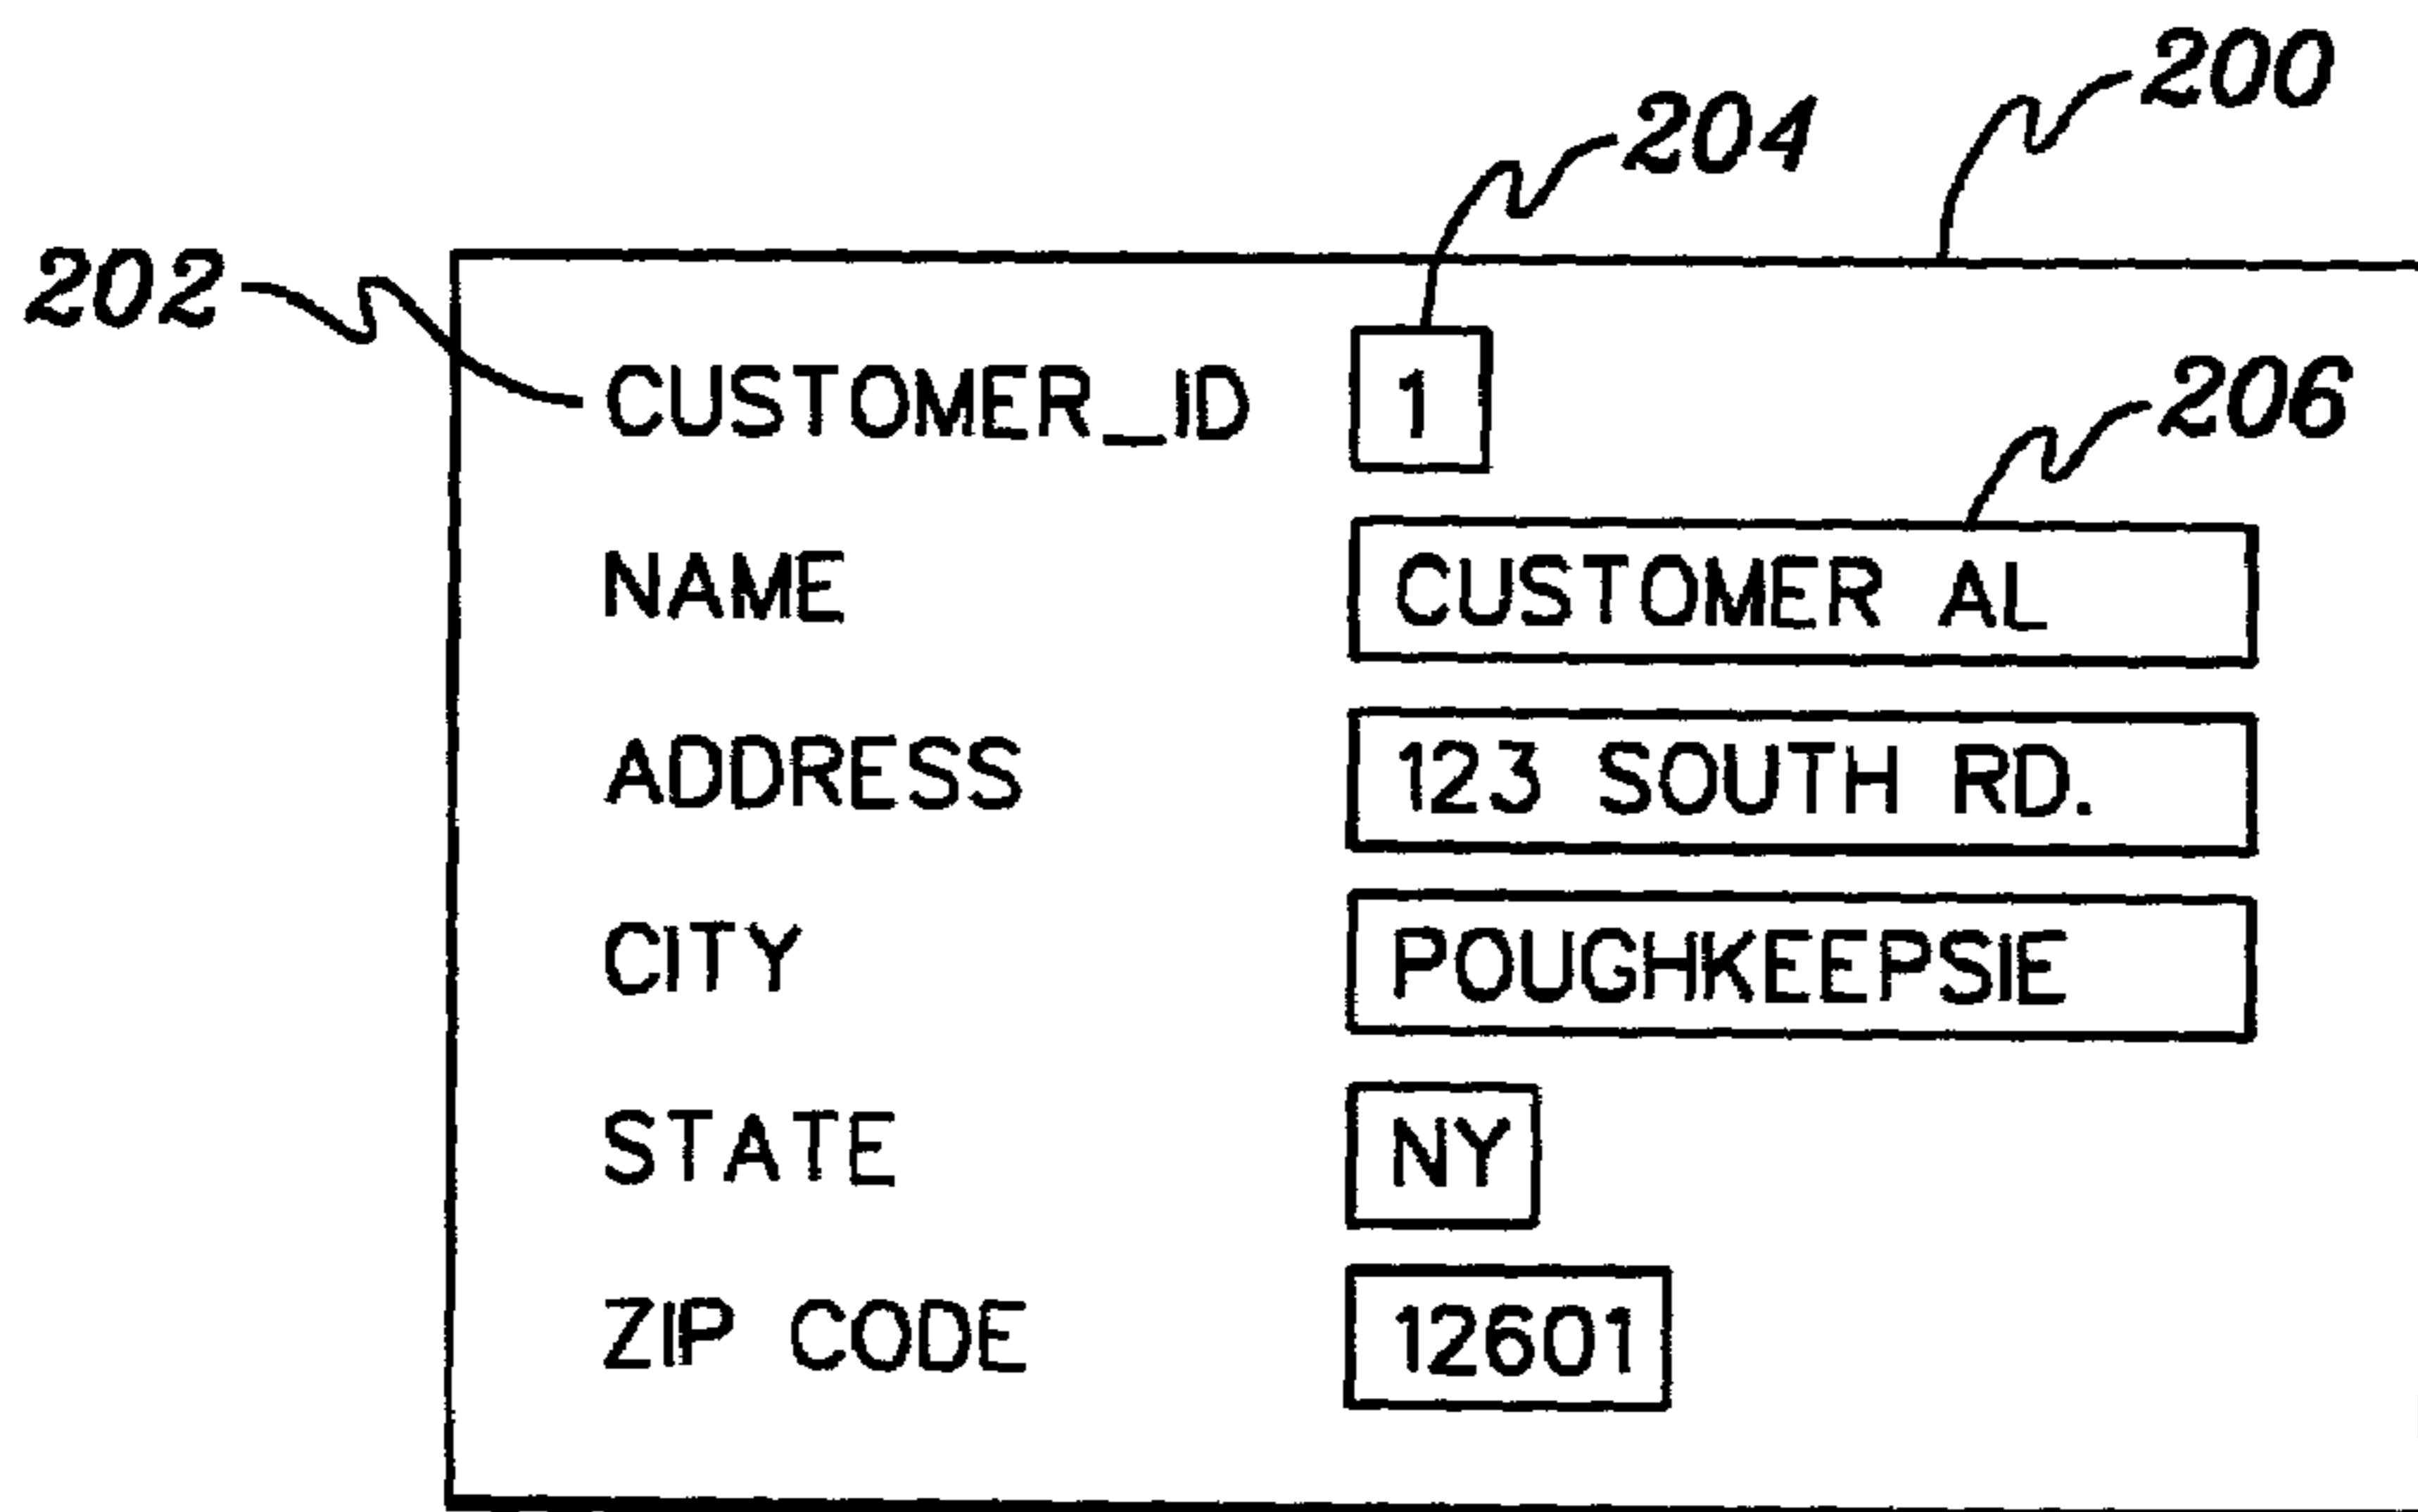 200
204
202
CUSTOMER_ID 1
206
NAME CUSTOMER AL
ADDRESS 123 SOUTH RD.
CITY POUGHKEEPSIE
STATE NY
ZIP CODE 12601